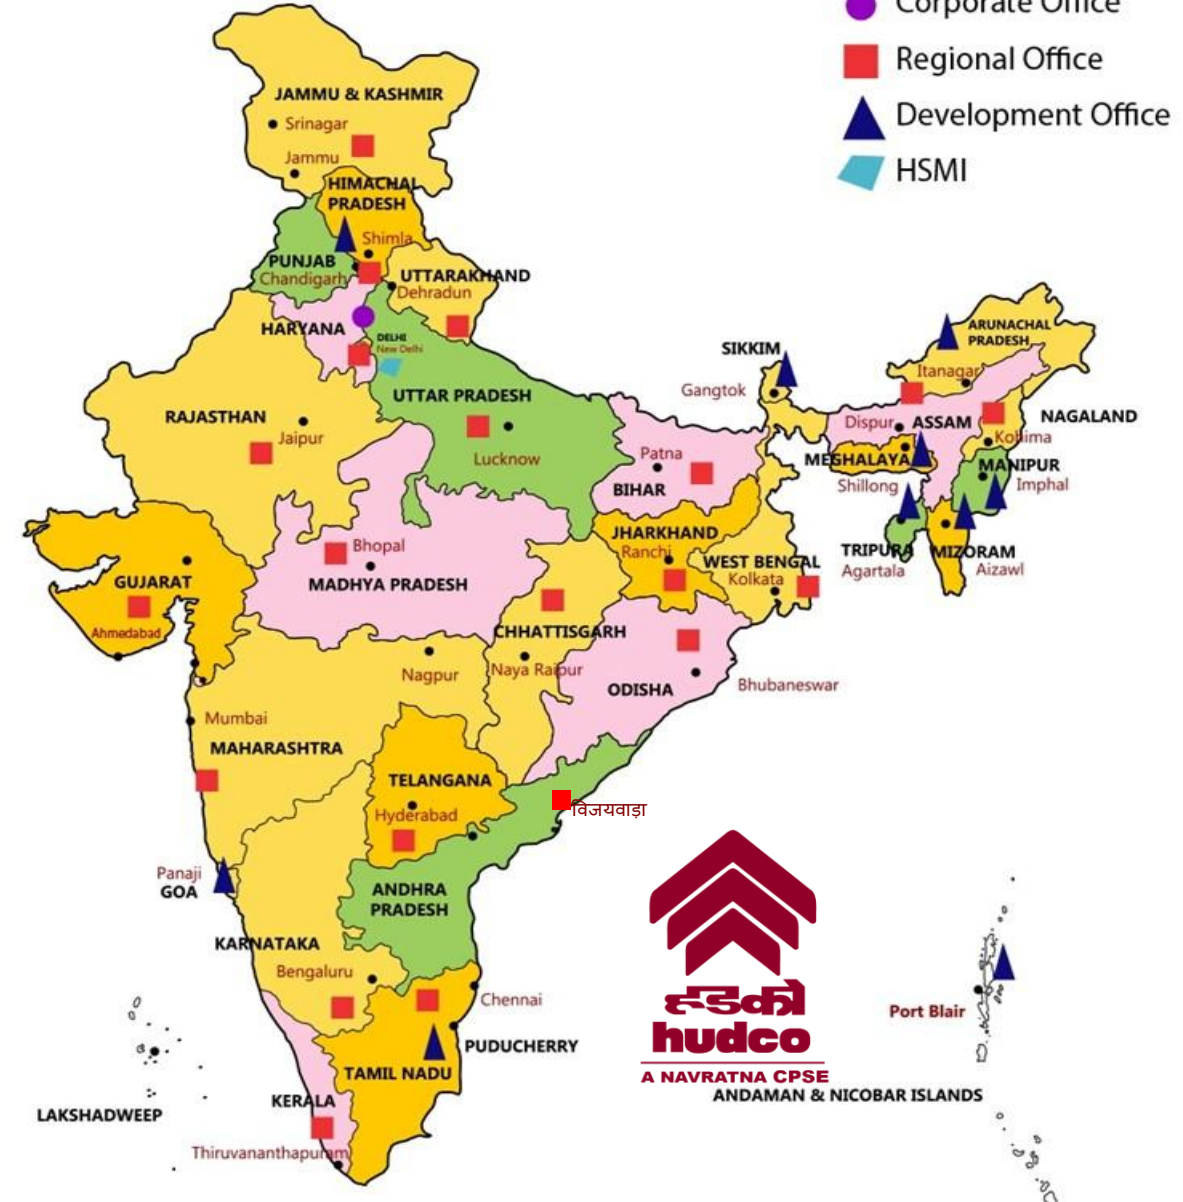 Corporate Office
Regional Office
Development Office
HSMI
JAMMU & KASHMIR
Srinagar
Jammu
HIMACHAL
PRADESH
Shimla
PUNJAB
Chandigarh
UTTARAKHAND
Dehradun
HARYANA
DELHI
New Delhi
ARUNACHAL
PRADESH
SIKKIM
Itanagar
Gangtok
UTTAR PRADESH
RAJASTHAN
Jaipur
Lucknow
Dispur
ASSAM
NAGALAND
Kohima
Patna
BIHAR
MEGHALAYA
Shillong
MANIPUR
Imphal
JHARKHAND
Ranchi
Bhopal
MADHYA PRADESH
WEST BENGAL
Kolkata
TRIPURA
Agartala
MIZORAM
Aizawl
GUJARAT
Ahmedabad
CHHATTISGARH
Naya Raipur
Nagpur
ODISHA
Bhubaneswar
Mumbai
MAHARASHTRA
TELANGANA
Hyderabad
विजयवाड़ा
Panaji
GOA
ANDHRA
PRADESH
KARNATAKA
Bengaluru
Chennai
PUDUCHERRY
TAMIL NADU
हडको
hudco
A NAVRATNA CPSE
Port Blair
ANDAMAN & NICOBAR ISLANDS
LAKSHADWEEP
KERALA
Thiruvananthapuram